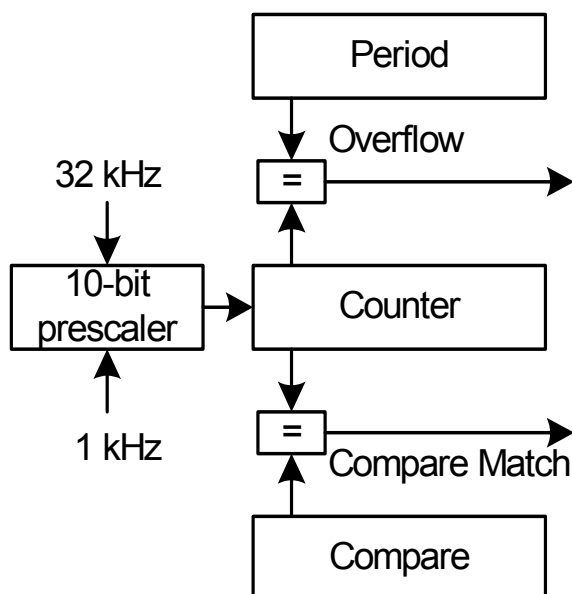 Period
Overflow
=
32 kHz
10-bit
prescaler
Counter
1 kHz
=
Compare Match
Compare